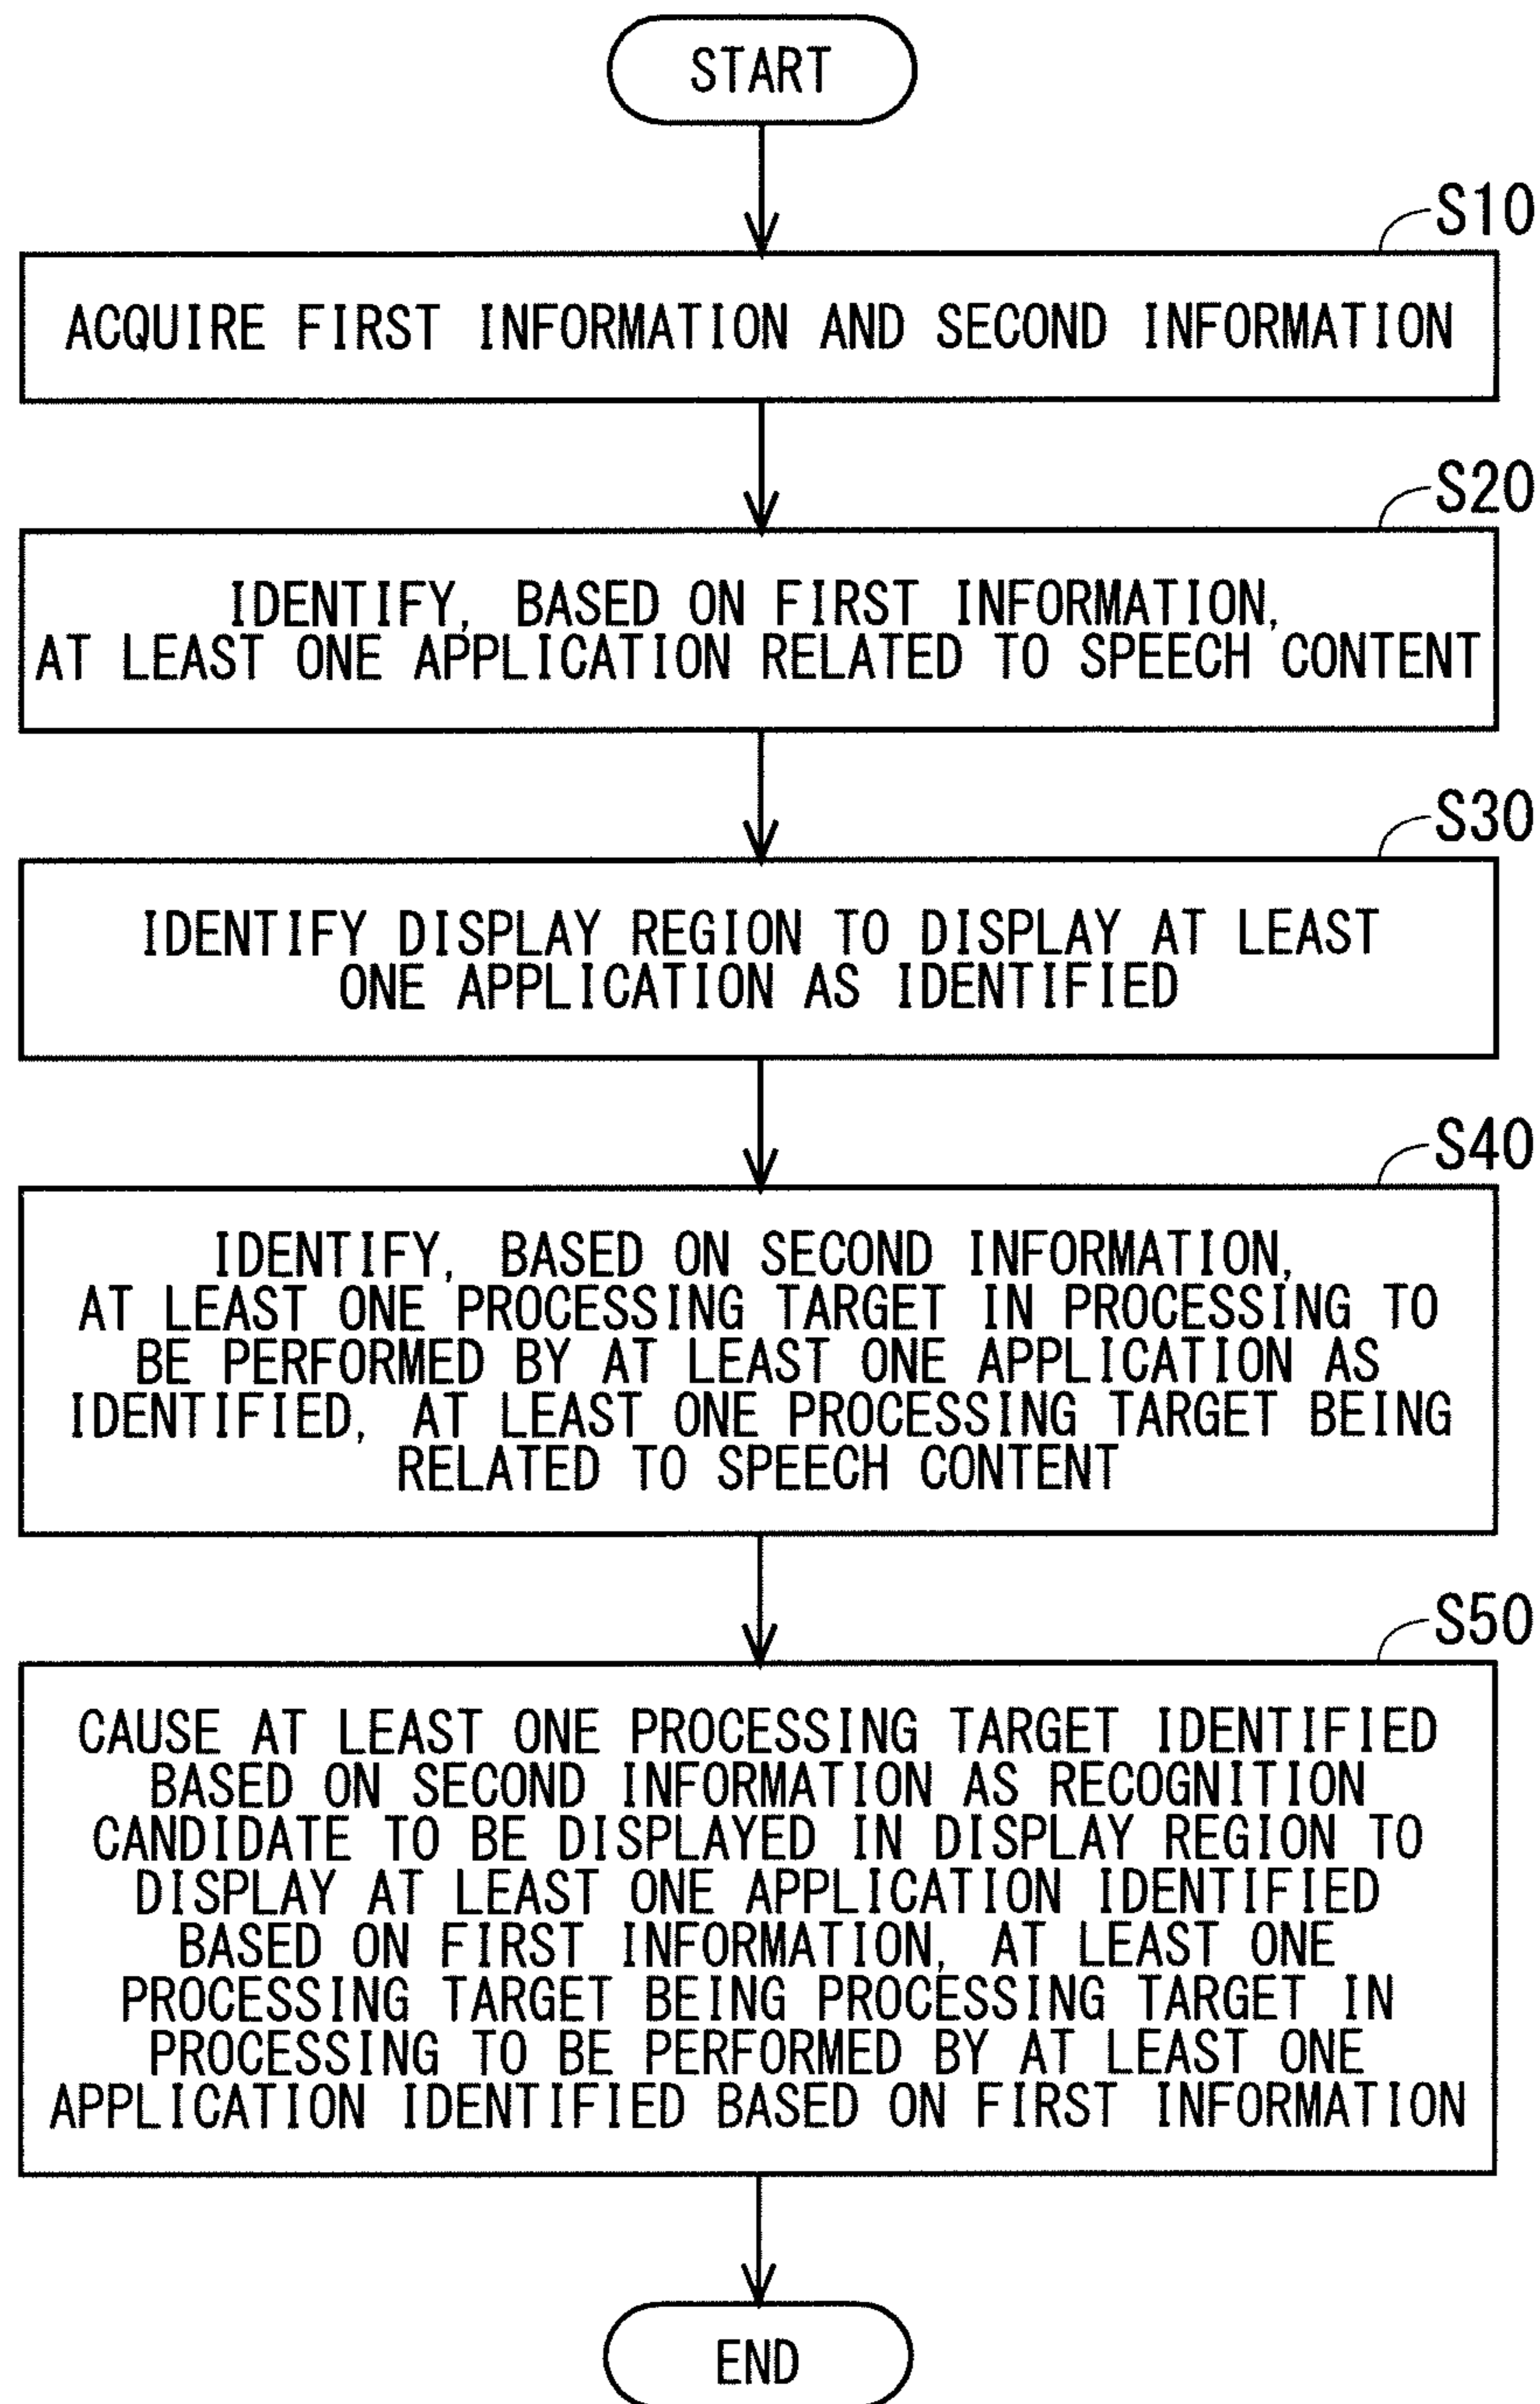 START
S10
ACQUIRE FIRST INFORMATION AND SECOND INFORMATION
S20
IDENTIFY, BASED ON FIRST INFORMATION,
AT LEAST ONE APPLICATION RELATED TO SPEECH CONTENT
S30
IDENTIFY DISPLAY REGION TO DISPLAY AT LEAST
ONE APPLICATION AS IDENTIFIED
S40
IDENTIFY, BASED ON SECOND INFORMATION,
AT LEAST ONE PROCESSING TARGET IN PROCESSING TO
BE PERFORMED BY AT LEAST ONE APPLICATION AS
IDENTIFIED, AT LEAST ONE PROCESSING TARGET BEING
RELATED TO SPEECH CONTENT
S50
CAUSE AT LEAST ONE PROCESSING TARGET IDENTIFIED
BASED ON SECOND INFORMATION AS RECOGNITION
CANDIDATE TO BE DISPLAYED IN DISPLAY REGION TO
DISPLAY AT LEAST ONE APPLICATION IDENTIFIED
BASED ON FIRST INFORMATION, AT LEAST ONE
PROCESSING TARGET BEING PROCESSING TARGET IN
PROCESSING TO BE PERFORMED BY AT LEAST ONE
APPLICATION IDENTIFIED BASED ON FIRST INFORMATION
END